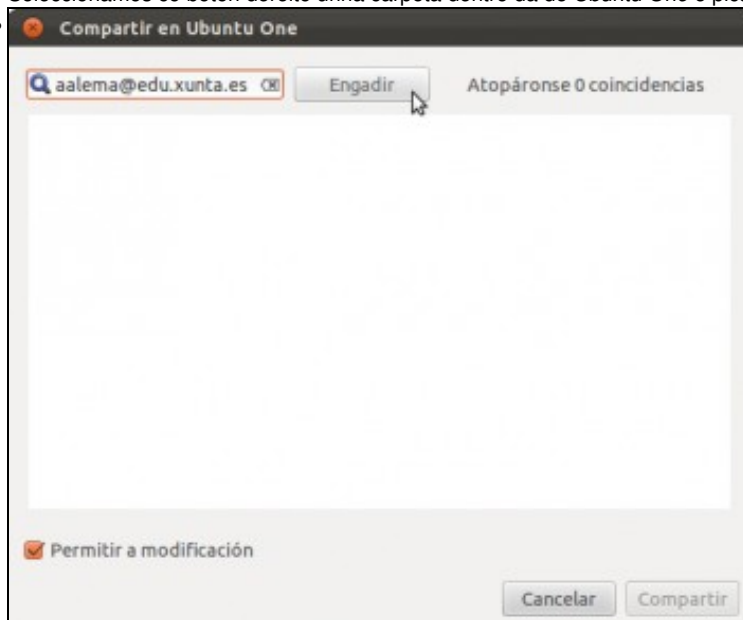 Compartir en Ubuntu One
aalema@edu.xunta.es Engadir Atopáronse 0 coincidencias
Permitir a modificación
Cancelar Compartir